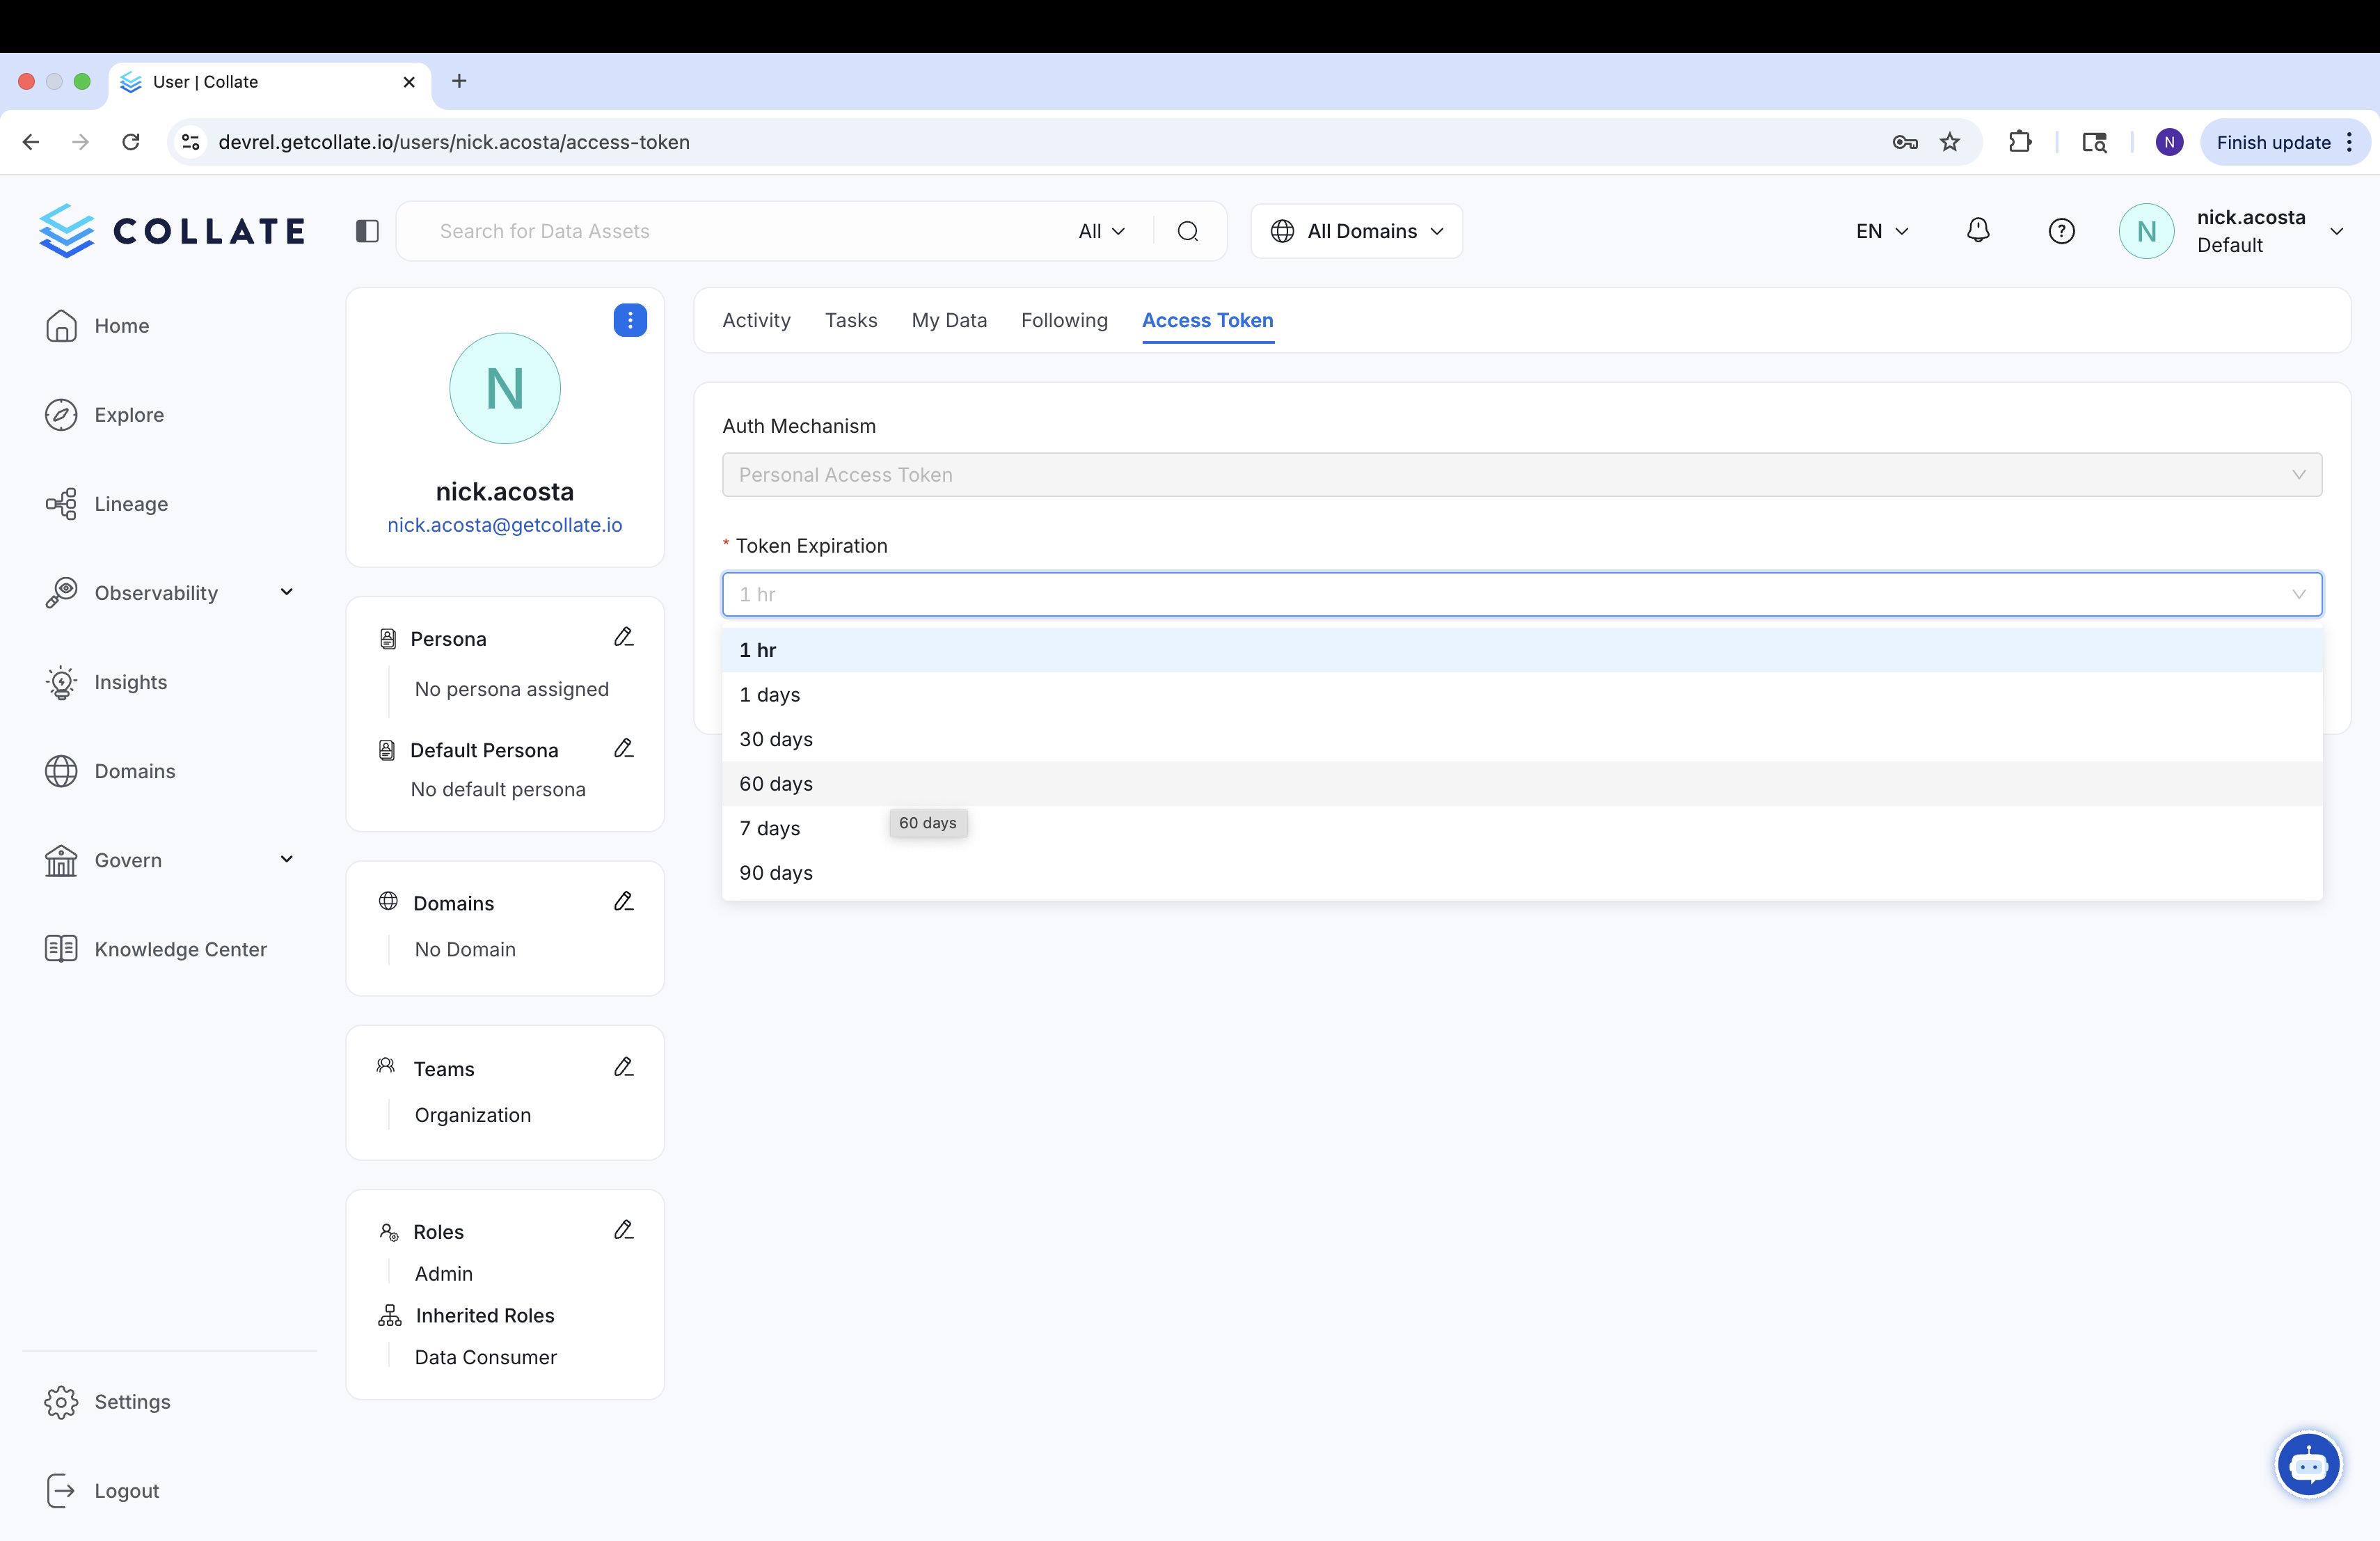 User | Collate
devrel.getcollate.io/users/nick.acosta/access-token
N
Finish update
COLLATE
Search for Data Assets
All
All Domains
EN
N
nick.acosta
Default
Home
Explore
Lineage
Observability
Insights
Domains
Govern
Knowledge Center
Settings
Logout
N
nick.acosta
nick.acosta@getcollate.io
Persona
No persona assigned
Default Persona
No default persona
Domains
No Domain
Teams
Organization
Roles
Admin
Inherited Roles
Data Consumer
Activity Tasks My Data Following Access Token
Auth Mechanism
Personal Access Token
* Token Expiration
1 hr
1 hr
1 days
30 days
60 days
60 days
7 days
90 days